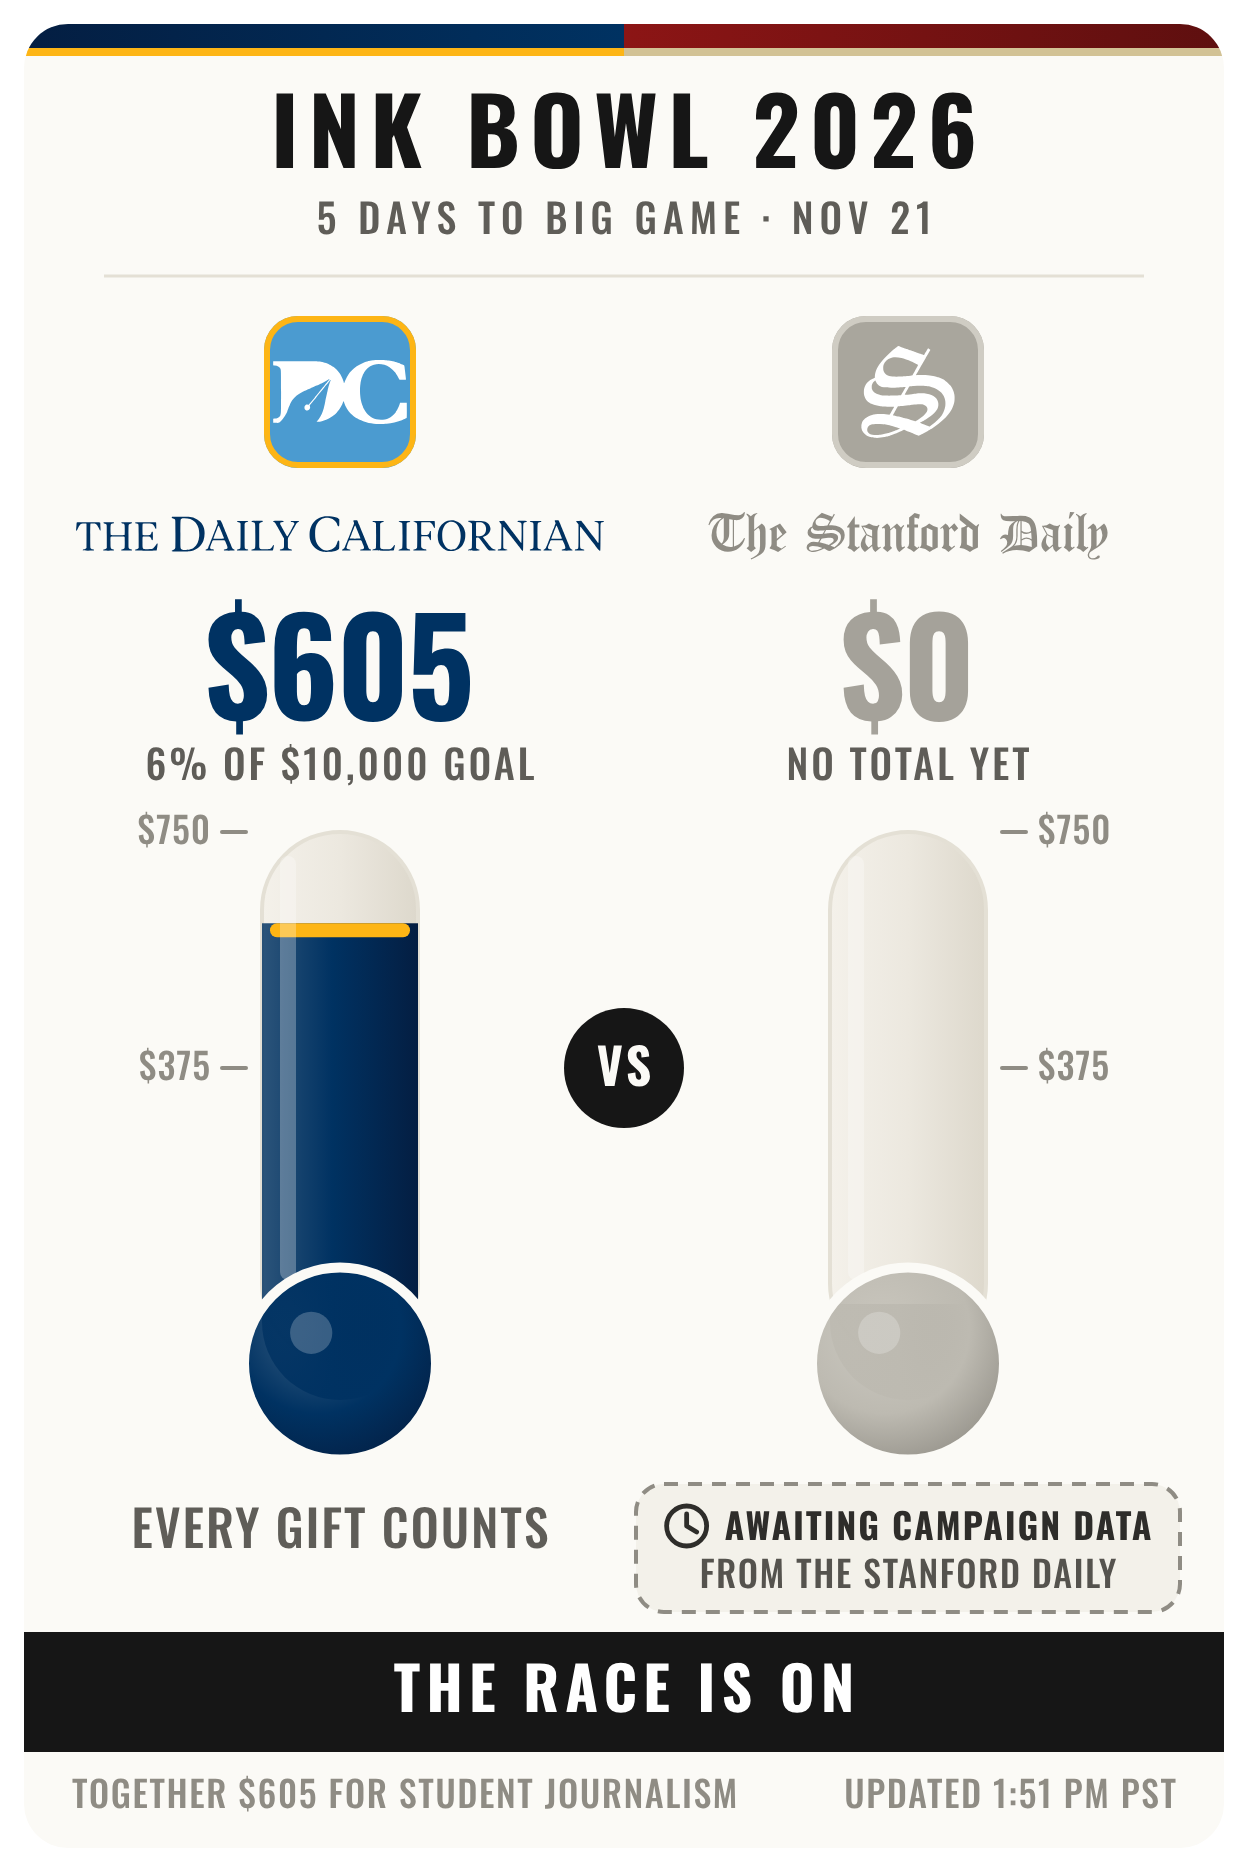 INK BOWL 2026
5 DAYS TO BIG GAME · NOV 21
DC
S
THE DAILY CALIFORNIAN
The Stanford Daily
$605
$0
6% OF $10,000 GOAL
NO TOTAL YET
$750
$750
$375
VS
$375
EVERY GIFT COUNTS
AWAITING CAMPAIGN DATA
FROM THE STANFORD DAILY
THE RACE IS ON
TOGETHER $605 FOR STUDENT JOURNALISM
UPDATED 1:51 PM PST